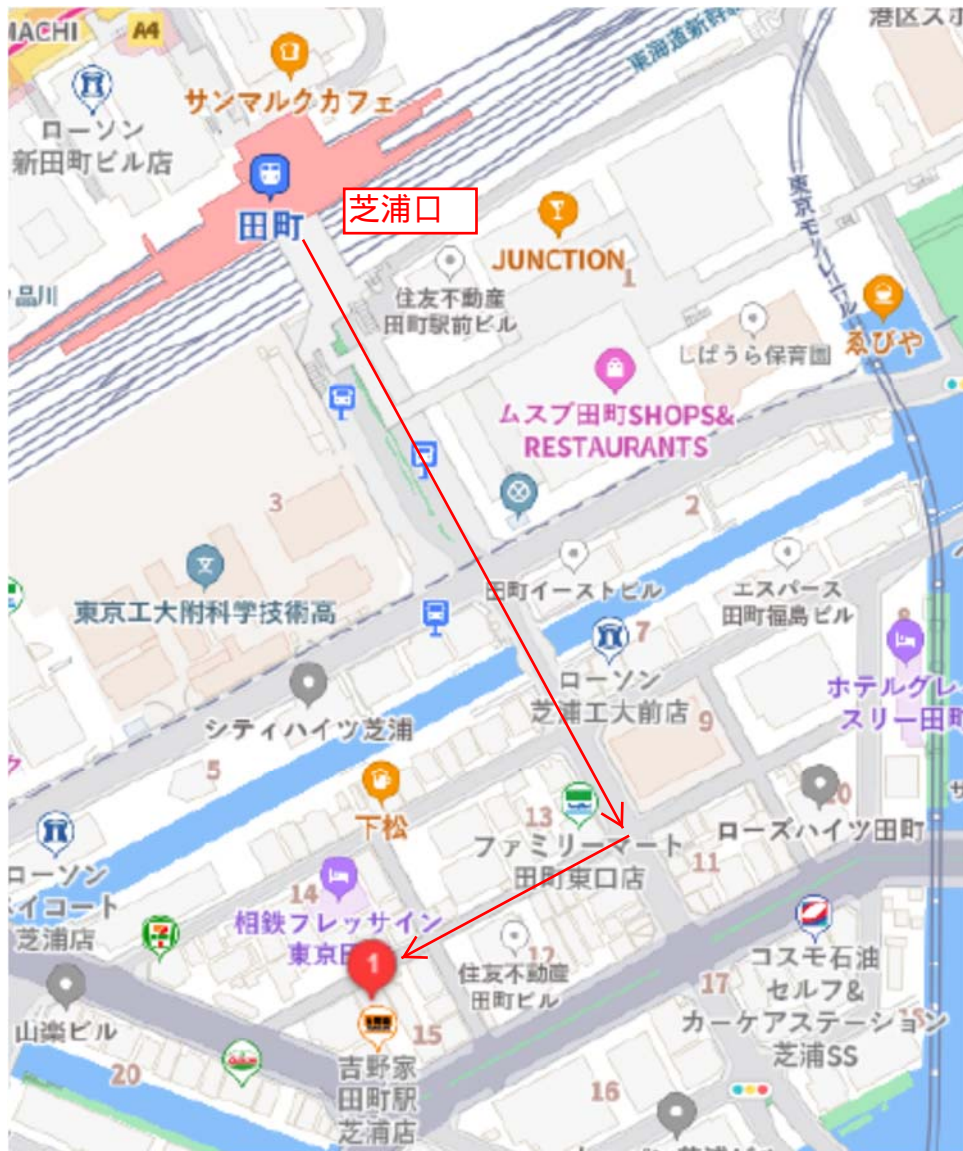 MACHI
A4
サンマルクカフェ
ローソン
新田町ビル店
田町
芝浦口
東海道新幹線
港区スポ
JUNCTION
1
住友不動産
田町駅前ビル
東京モノレール
しばうら保育園
ゑびや
品川
ムスブ田町SHOPS&
RESTAURANTS
3
2
東京工大附科学技術高
田町イーストビル
エスパース
田町福島ビル
7
8
シティハイツ芝浦
ローソン
芝浦工大前店
9
ホテルグレ
スリー田町
5
下松
13
ファミリーマート
田町東口店
ローズハイツ田町
10
11
ローソン
イコート
芝浦店
14
相鉄フレッサイン
東京田
1
12
住友不動産
田町ビル
コスモ石油
セルフ&
カーケアステーション
芝浦SS
17
18
山楽ビル
15
吉野家
田町駅
芝浦店
20
16